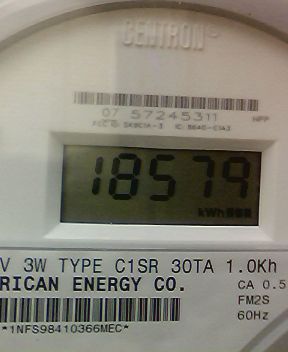 CENTRON
07 57245311
HPP
18579
kWh
V 3W TYPE C1SR 30TA 1.0Kh
RICAN ENERGY CO.
CA 0.5
FM2S
60Hz
*1NFS98410366MEC*